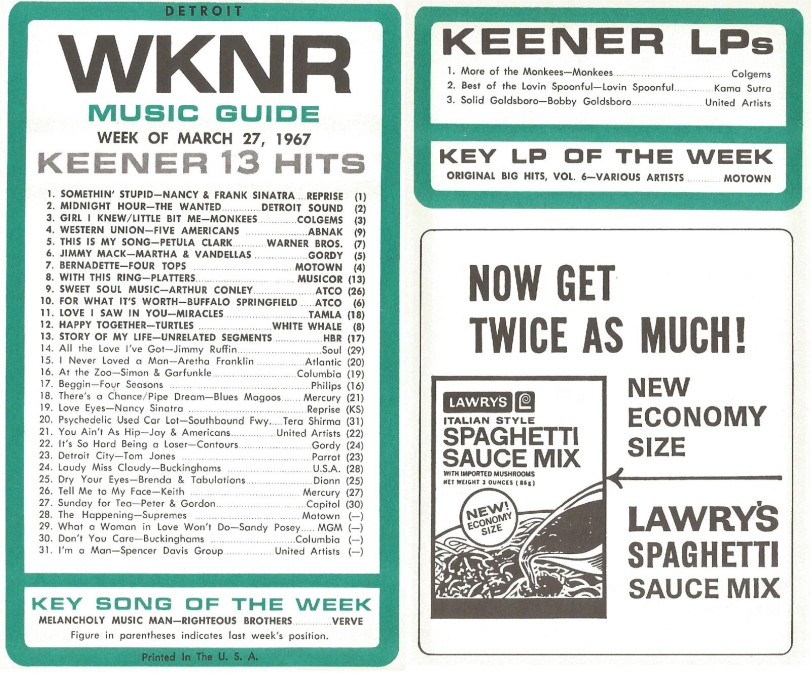 DETROIT
WKNR
MUSIC GUIDE
WEEK OF MARCH 27, 1967
KEENER 13 HITS
1. SOMETHIN' STUPID—NANCY & FRANK SINATRA....REPRISE (1)
2. MIDNIGHT HOUR—THE WANTED............DETROIT SOUND (2)
3. GIRL I KNEW/LITTLE BIT ME—MONKEES........COLGEMS (3)
4. WESTERN UNION—FIVE AMERICANS ................ABNAK (9)
5. THIS IS MY SONG—PETULA CLARK..........WARNER BROS. (7)
6. JIMMY MACK—MARTHA & VANDELLAS ..............GORDY (5)
7. BERNADETTE—FOUR TOPS ........................MOTOWN (4)
8. WITH THIS RING—PLATTERS......................MUSICOR (13)
9. SWEET SOUL MUSIC—ARTHUR CONLEY..............ATCO (26)
10. FOR WHAT IT'S WORTH—BUFFALO SPRINGFIELD ....ATCO (6)
11. LOVE I SAW IN YOU—MIRACLES..................TAMLA (18)
12. HAPPY TOGETHER—TURTLES ................WHITE WHALE (8)
13. STORY OF MY LIFE—UNRELATED SEGMENTS..........HBR (17)
14. All the Love I've Got—Jimmy Ruffin....................Soul (29)
15. I Never Loved a Man—Aretha Franklin..............Atlantic (20)
16. At the Zoo—Simon & Garfunkle....................Columbia (19)
17. Beggin—Four Seasons ............................Philips (16)
18. There's a Chance/Pipe Dream—Blues Magoos......Mercury (21)
19. Love Eyes—Nancy Sinatra ........................Reprise (KS)
20. Psychedelic Used Car Lot—Southbound Fwy....Tera Shirma (31)
21. You Ain't As Hip—Jay & Americans............United Artists (22)
22. It's So Hard Being a Loser—Contours................Gordy (24)
23. Detroit City—Tom Jones ..........................Parrot (23)
24. Laudy Miss Claudy—Buckinghams ....................U.S.A. (28)
25. Dry Your Eyes—Brenda & Tabulations................Dionn (25)
26. Tell Me to My Face—Keith ........................Mercury (27)
27. Sunday for Tea—Peter & Gordon....................Capitol (30)
28. The Happening—Supremes ........................Motown (—)
29. What a Woman in Love Won't Do—Sandy Posey.....MGM (—)
30. Don't You Care—Buckinghams ....................Columbia (—)
31. I'm a Man—Spencer Davis Group..............United Artists (—)
KEY SONG OF THE WEEK
MELANCHOLY MUSIC MAN—RIGHTEOUS BROTHERS..........VERVE
Figure in parentheses indicates last week's position.
Printed In The U. S. A.
KEENER LPs
1. More of the Monkees—Monkees..........................Colgems
2. Best of the Lovin Spoonful—Lovin Spoonful..........Kama Sutra
3. Solid Goldsboro—Bobby Goldsboro..................United Artists
KEY LP OF THE WEEK
ORIGINAL BIG HITS, VOL. 6—VARIOUS ARTISTS ..........MOTOWN
NOW GET
TWICE AS MUCH!
LAWRY'S
ITALIAN STYLE
SPAGHETTI
SAUCE MIX
WITH IMPORTED MUSHROOMS
NET WEIGHT 3 OUNCES (85g)
NEW!
ECONOMY
SIZE
NEW
ECONOMY
SIZE
LAWRY'S
SPAGHETTI
SAUCE MIX